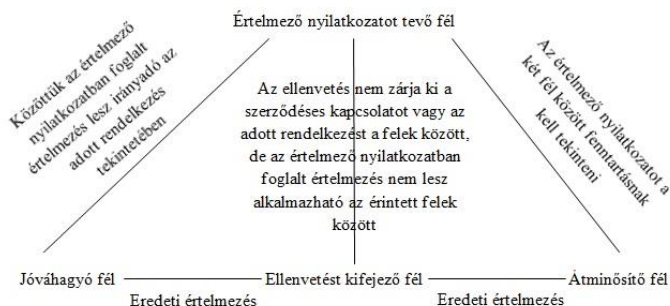 Értelmező nyilatkozatot tevő fél
Közöttük az értelmező
nyilatkozatban foglalt
értelmezés lesz irányadó az
adott rendelkezés
tekintetében
Az ellenvetés nem zárja ki a
szerződéses kapcsolatot vagy az
adott rendelkezést a felek között,
de az értelmező nyilatkozatban
foglalt értelmezés nem lesz
alkalmazható az érintett felek
között
Az értelmező nyilatkozatot a
két fél között fenntartásnak
kell tekinteni
Jóváhagyó fél
Ellenvetést kifejező fél
Átminősítő fél
Eredeti értelmezés
Eredeti értelmezés